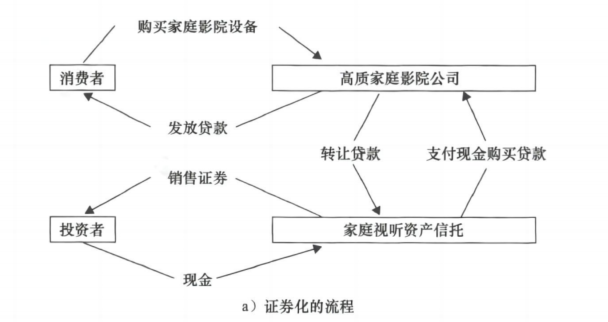 购买家庭影院设备
消费者
高质家庭影院公司
发放贷款
转让贷款
支付现金购买贷款
销售证券
投资者
家庭视听资产信托
现金
a）证券化的流程